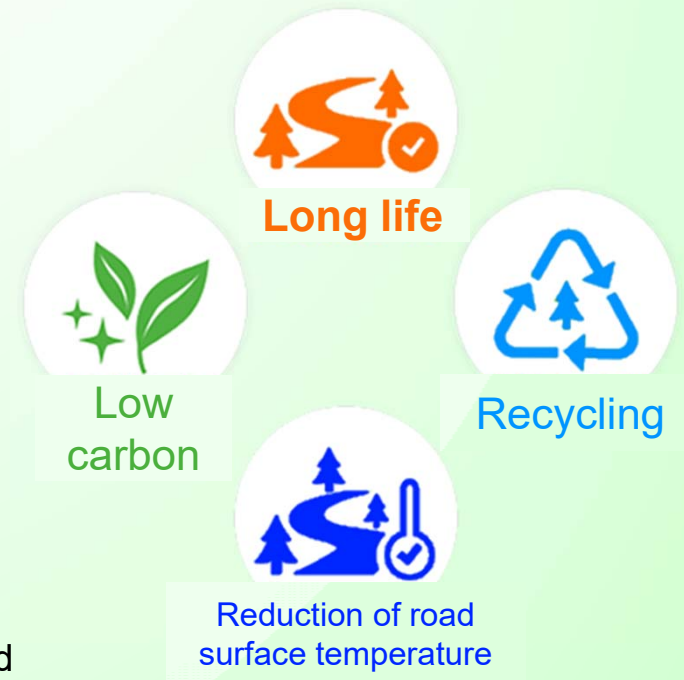 Long life
Low
carbon
Recycling
Reduction of road
surface temperature